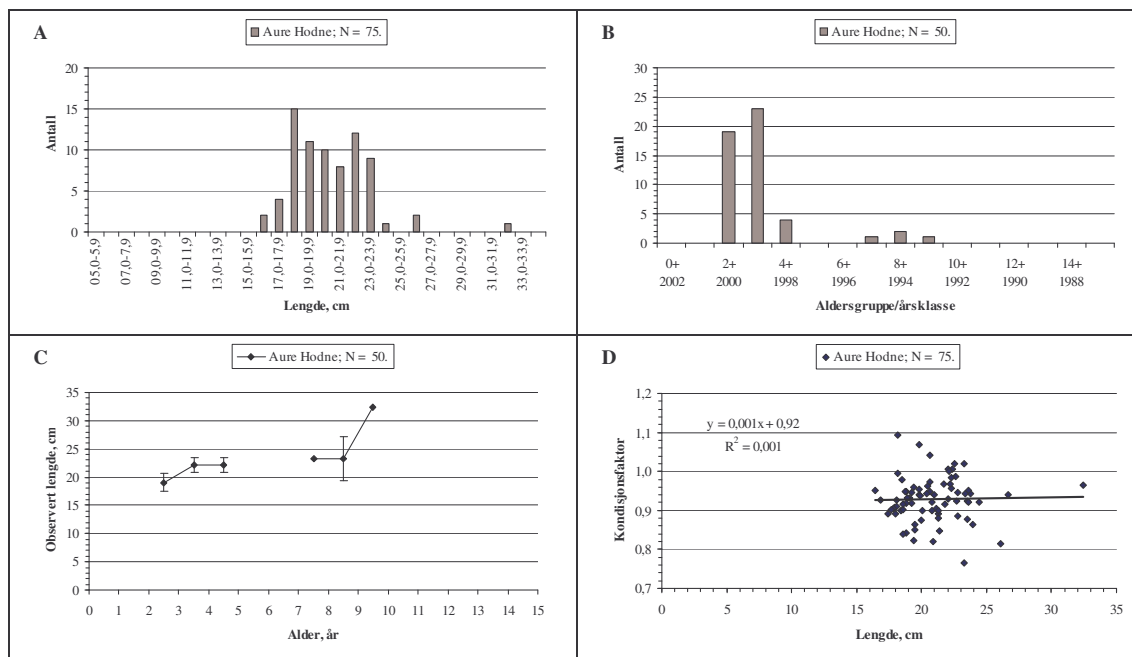 A
Aure Hodne; N = 75.
20
15
10
5
0
Antall
05,0-5,9
07,0-7,9
09,0-9,9
11,0-11,9
13,0-13,9
15,0-15,9
17,0-17,9
19,0-19,9
21,0-21,9
23,0-23,9
25,0-25,9
27,0-27,9
29,0-29,9
31,0-31,9
33,0-33,9
Lengde, cm
B
Aure Hodne; N = 50.
30
25
20
15
10
5
0
Antall
0+ 2+ 4+ 6+ 8+ 10+ 12+ 14+
2002 2000 1998 1996 1994 1992 1990 1988
Aldersgruppe/årsklasse
C
Aure Hodne; N = 50.
35
30
25
20
15
10
5
0
Observert lengde, cm
0 1 2 3 4 5 6 7 8 9 10 11 12 13 14 15
Alder, år
D
Aure Hodne; N = 75.
1,2
1,1
1,0
0,9
0,8
0,7
Kondisjonsfaktor
y = 0,001x + 0,92
R² = 0,001
0 5 10 15 20 25 30 35
Lengde, cm